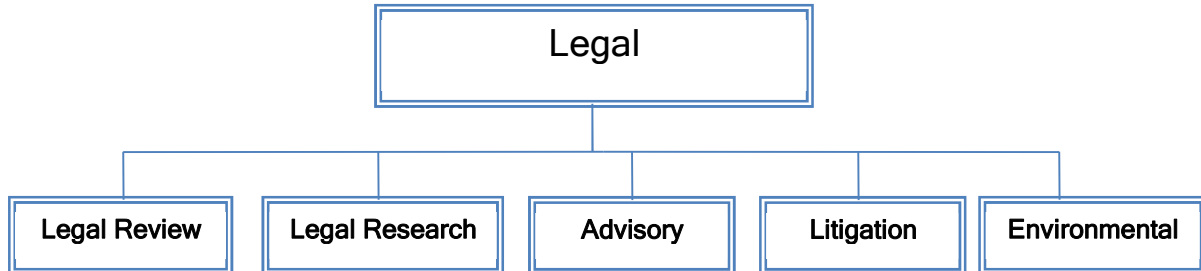 Legal
Legal Review
Legal Research
Advisory
Litigation
Environmental